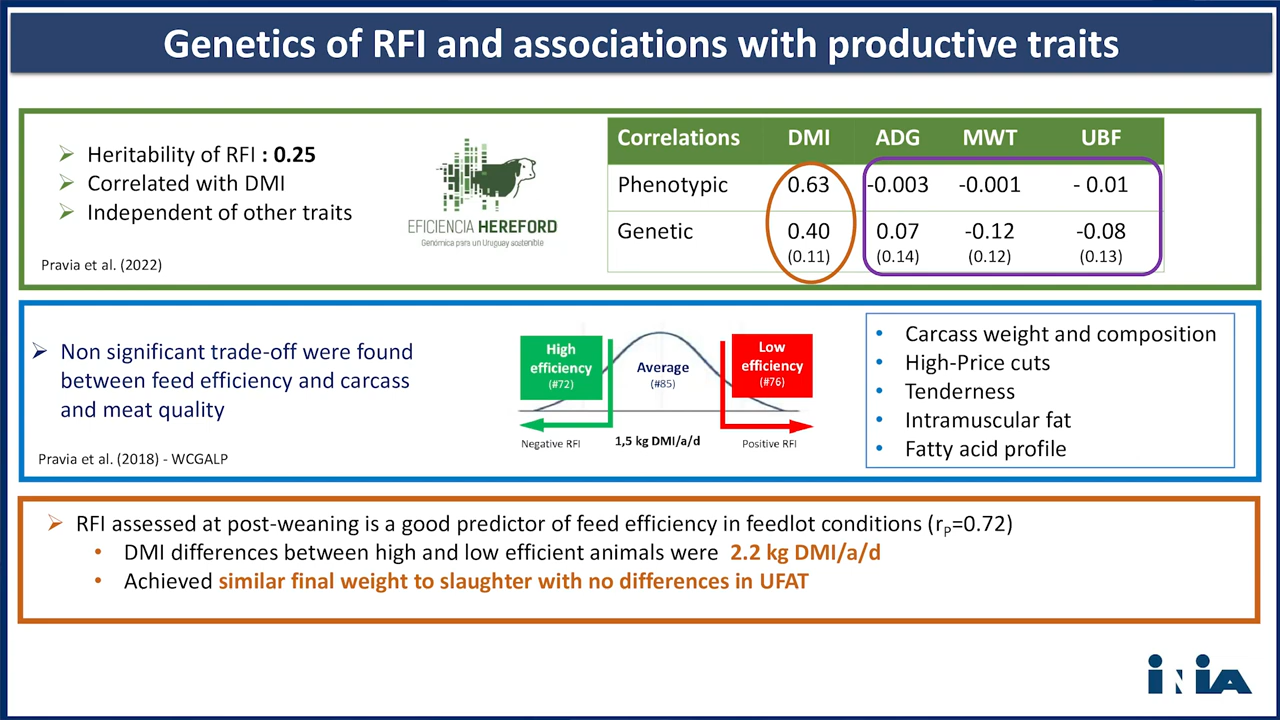 Genetics of RFI and associations with productive traits
Heritability of RFI : 0.25
Correlated with DMI
Independent of other traits
Pravia et al. (2022)
EFICIENCIA HEREFORD
Genómica para un Uruguay sostenible
Correlations DMI ADG MWT UBF
Phenotypic 0.63 -0.003 -0.001 - 0.01
Genetic 0.40 0.07 -0.12 -0.08
(0.11) (0.14) (0.12) (0.13)
Non significant trade-off were found
between feed efficiency and carcass
and meat quality
Pravia et al. (2018) - WCGALP
High
efficiency
(#72)
Average
(#85)
Low
efficiency
(#76)
Negative RFI
1,5 kg DMI/a/d
Positive RFI
• Carcass weight and composition
• High-Price cuts
• Tenderness
• Intramuscular fat
• Fatty acid profile
RFI assessed at post-weaning is a good predictor of feed efficiency in feedlot conditions (rP=0.72)
• DMI differences between high and low efficient animals were 2.2 kg DMI/a/d
• Achieved similar final weight to slaughter with no differences in UFAT
INIA